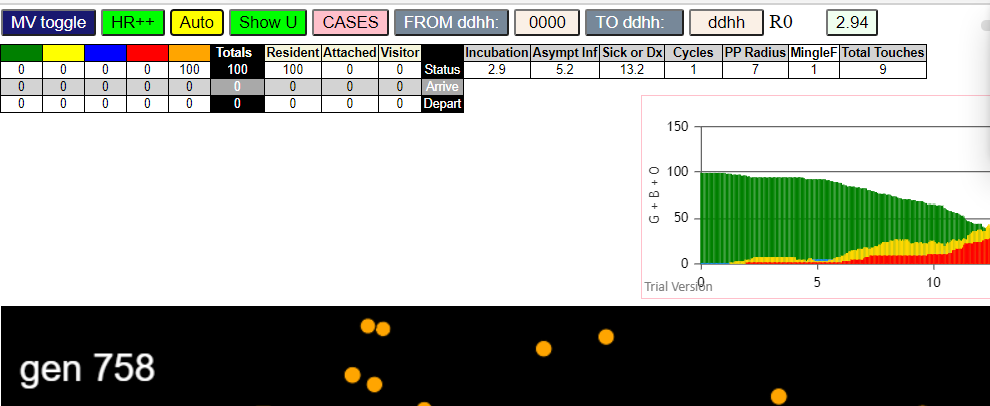 MV toggle HR++ Auto Show U CASES FROM ddhh: 0000 TO ddhh: ddhh R0 2.94
Totals Resident Attached Visitor Incubation Asympt Inf Sick or Dx Cycles PP Radius MingleF Total Touches
0 0 0 0 100 100 100 0 0 Status 2.9 5.2 13.2 1 7 1 9
0 0 0 0 0 0 0 0 0 Arrive
0 0 0 0 0 0 0 0 0 Depart
150
100
50
0
G + B + O
0 5 10
Trial Version
gen 758